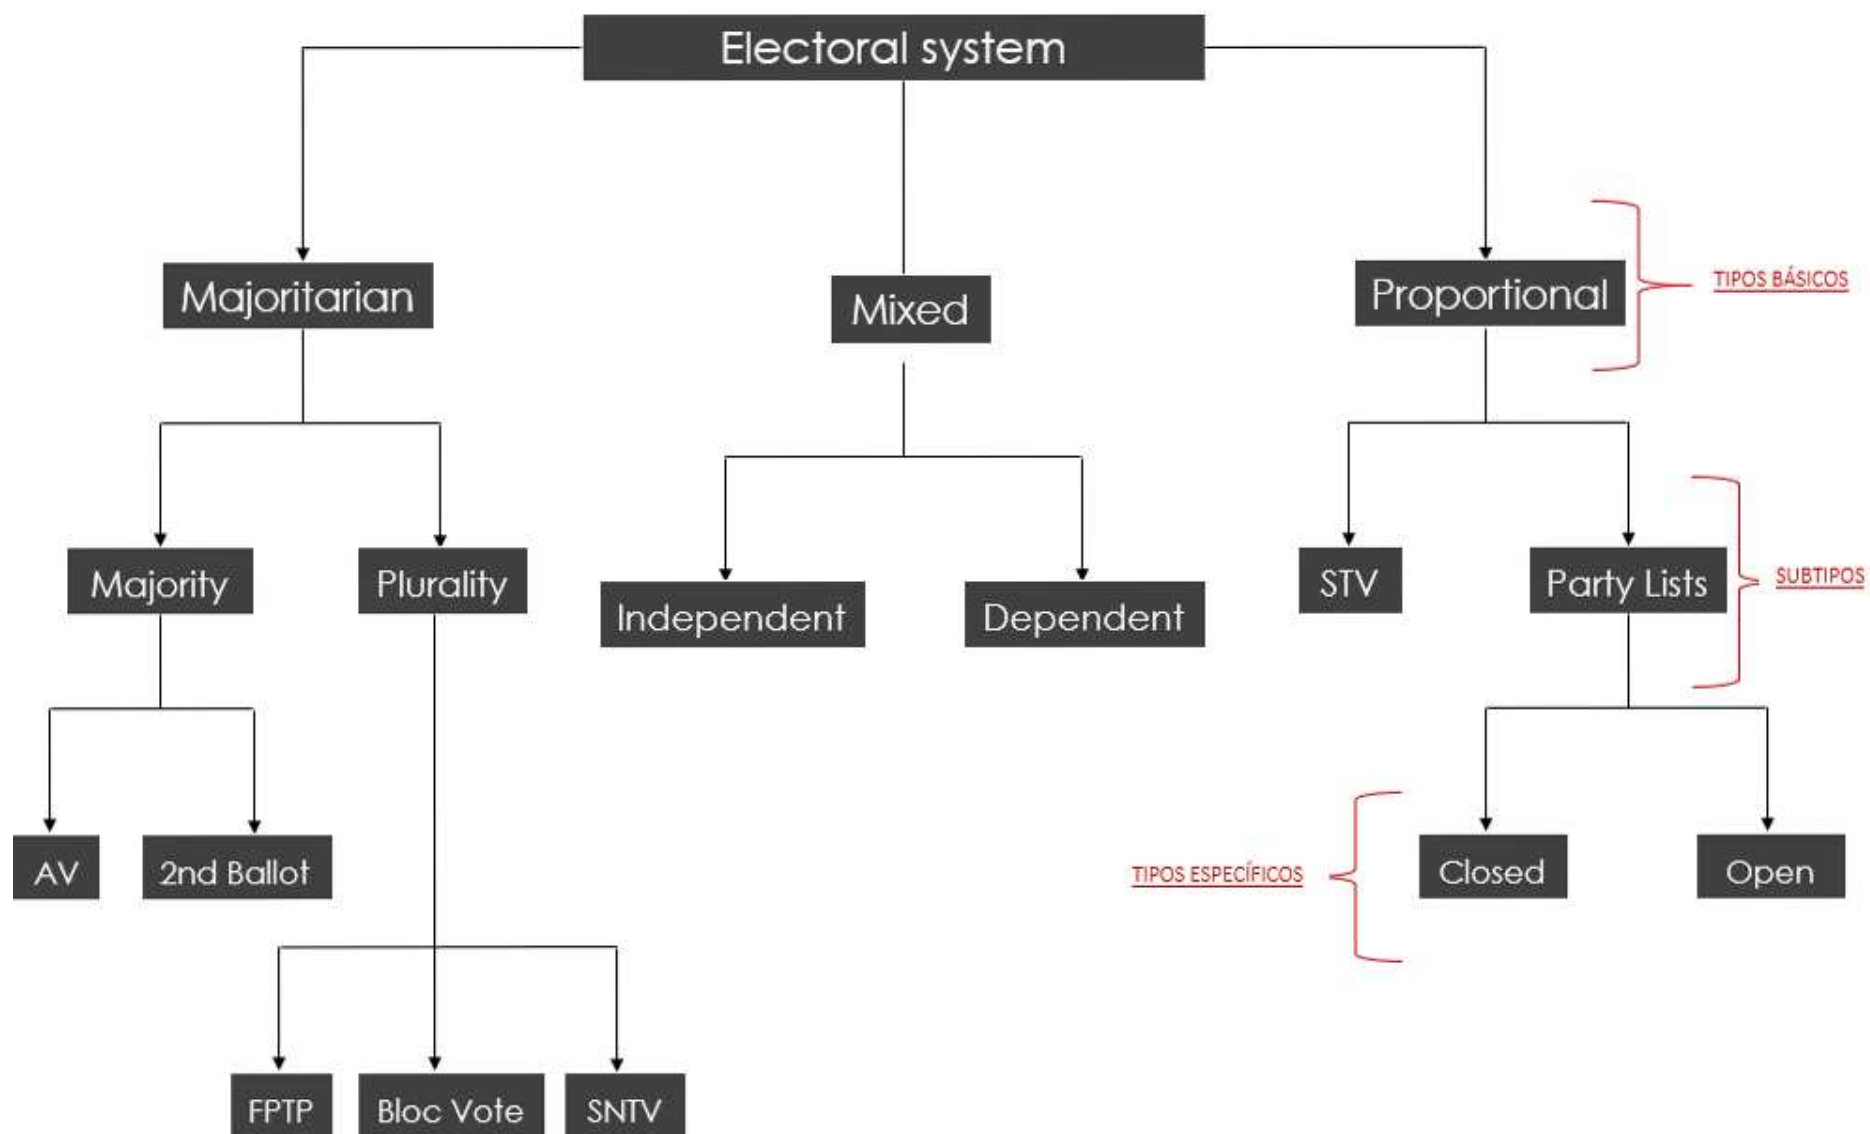 Electoral system
Majoritarian
Mixed
Proportional
TIPOS BÁSICOS
Majority
Plurality
Independent
Dependent
STV
Party Lists
SUBTIPOS
AV
2nd Ballot
TIPOS ESPECÍFICOS
Closed
Open
FPTP
Bloc Vote
SNTV